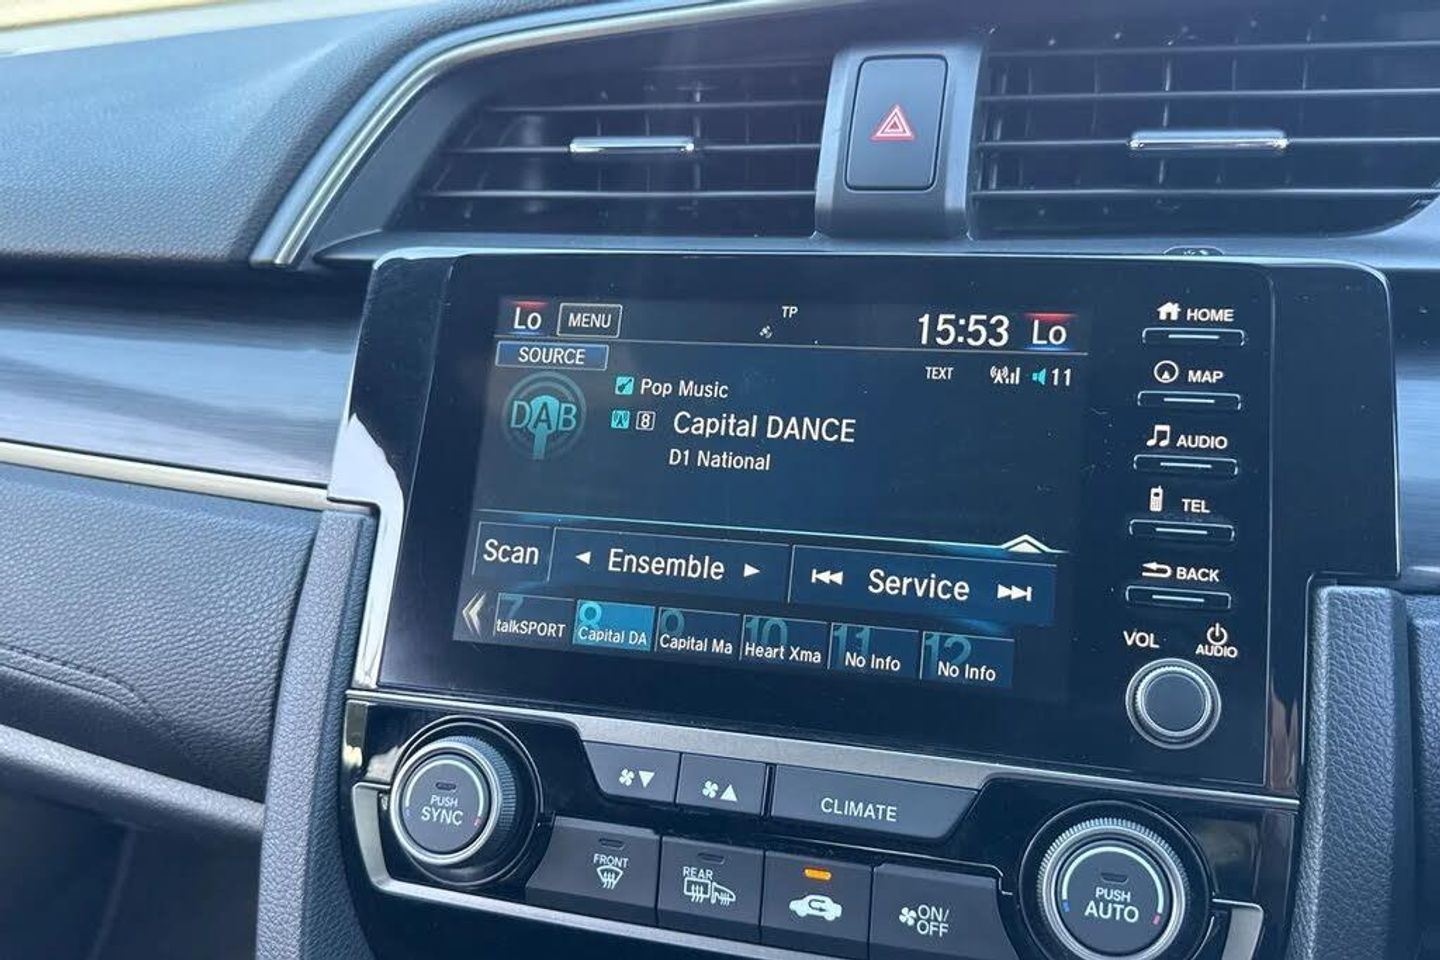 Lo MENU TP 15:53 Lo
SOURCE
TEXT 11
DAB
Pop Music
8 Capital DANCE
D1 National
Scan Ensemble Service
7 talkSPORT
8 Capital DA
9 Capital Ma
10 Heart Xma
11 No Info
12 No Info
HOME
MAP
AUDIO
TEL
BACK
VOL AUDIO
PUSH
SYNC
CLIMATE
FRONT
REAR
ON/
OFF
PUSH
AUTO